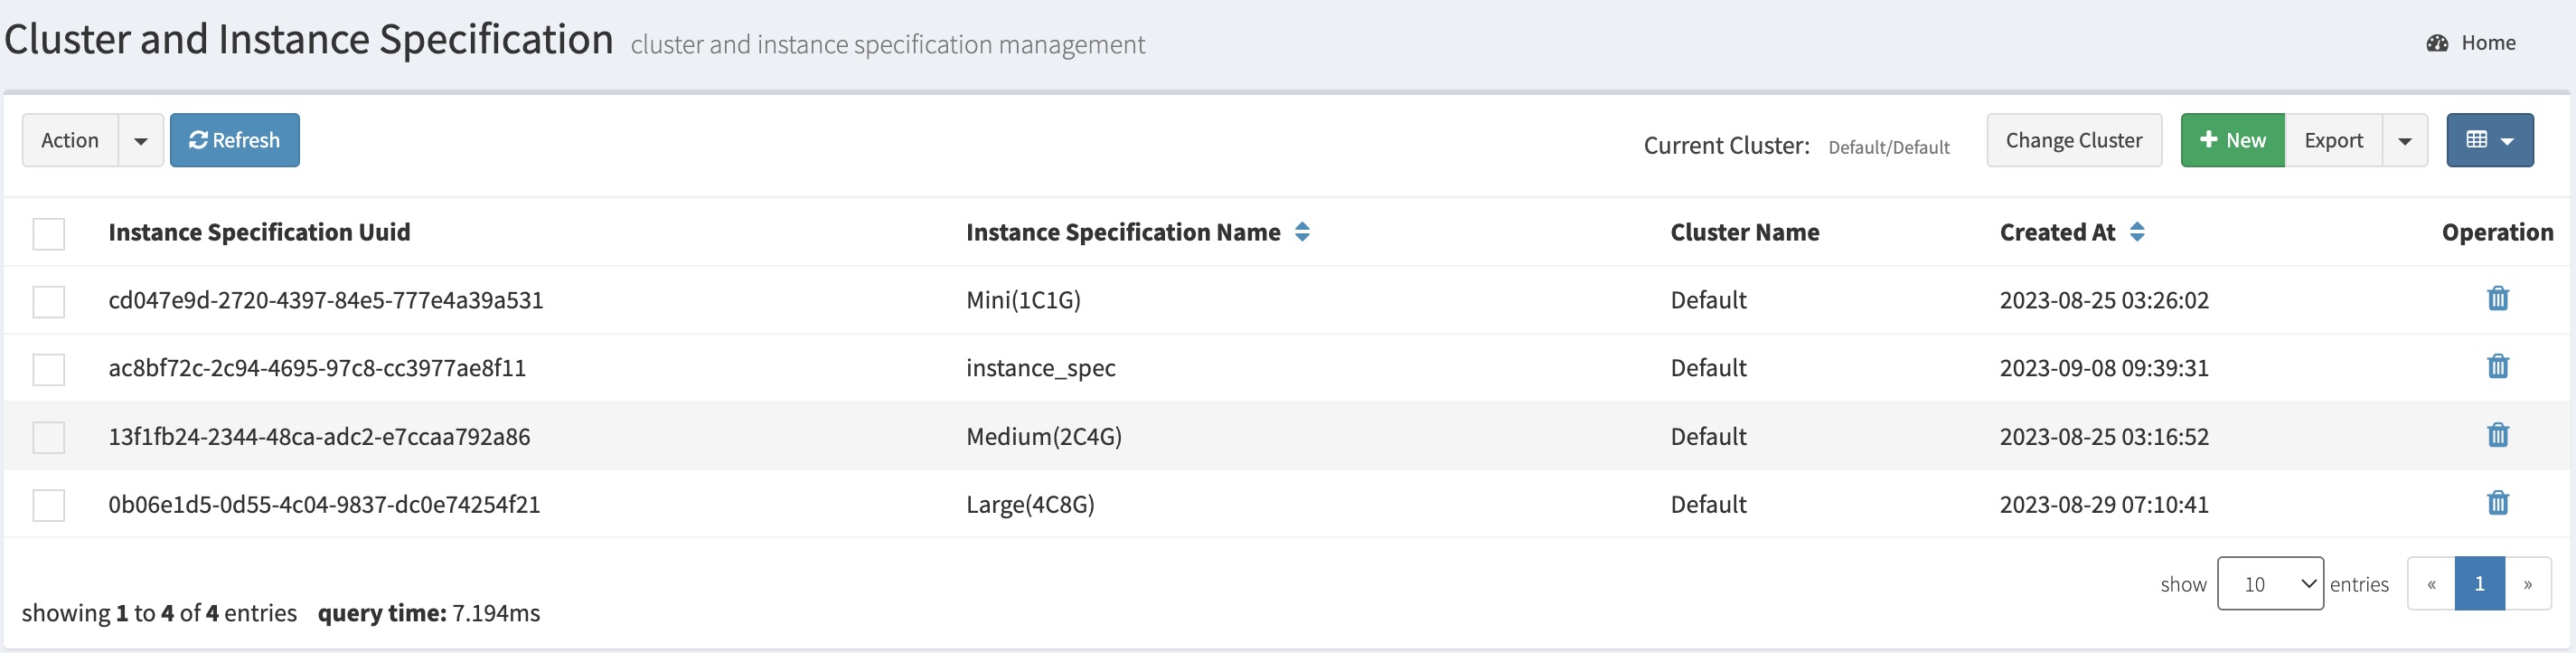 Cluster and Instance Specification cluster and instance specification management Home
Action Refresh Current Cluster: Default/Default Change Cluster New Export
Instance Specification Uuid Instance Specification Name Cluster Name Created At Operation
cd047e9d-2720-4397-84e5-777e4a39a531 Mini(1C1G) Default 2023-08-25 03:26:02
ac8bf72c-2c94-4695-97c8-cc3977ae8f11 instance_spec Default 2023-09-08 09:39:31
13f1fb24-2344-48ca-adc2-e7ccaa792a86 Medium(2C4G) Default 2023-08-25 03:16:52
0b06e1d5-0d55-4c04-9837-dc0e74254f21 Large(4C8G) Default 2023-08-29 07:10:41
show 10 entries « 1 »
showing 1 to 4 of 4 entries query time: 7.194ms